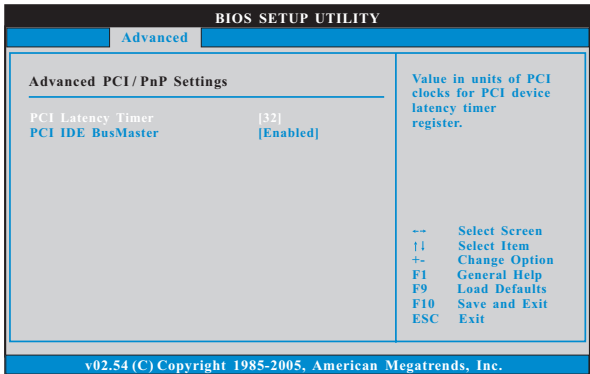 BIOS SETUP UTILITY
Advanced
Advanced PCI / PnP Settings
PCI Latency Timer [32]
PCI IDE BusMaster [Enabled]
Value in units of PCI
clocks for PCI device
latency timer
register.
←→ Select Screen
↑↓ Select Item
+- Change Option
F1 General Help
F9 Load Defaults
F10 Save and Exit
ESC Exit
v02.54 (C) Copyright 1985-2005, American Megatrends, Inc.